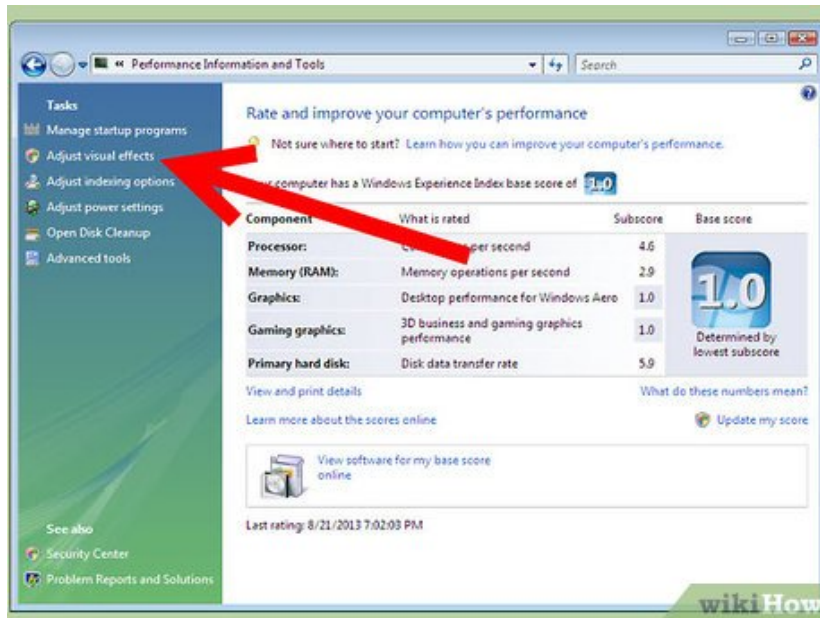 « Performance Information and Tools
Search
Tasks
Manage startup programs
Adjust visual effects
Adjust indexing options
Adjust power settings
Open Disk Cleanup
Advanced tools
See also
Security Center
Problem Reports and Solutions
Rate and improve your computer's performance
Not sure where to start? Learn how you can improve your computer's performance.
computer has a Windows Experience Index base score of 1.0
Component What is rated Subscore Base score
Processor: per second 4.6
Memory (RAM): Memory operations per second 2.9
Graphics: Desktop performance for Windows Aero 1.0
Gaming graphics: 3D business and gaming graphics 1.0
performance
Primary hard disk: Disk data transfer rate 5.9
1.0
Determined by
lowest subscore
View and print details What do these numbers mean?
Learn more about the scores online Update my score
View software for my base score
online
Last rating: 8/21/2013 7:02:03 PM
wikiHow